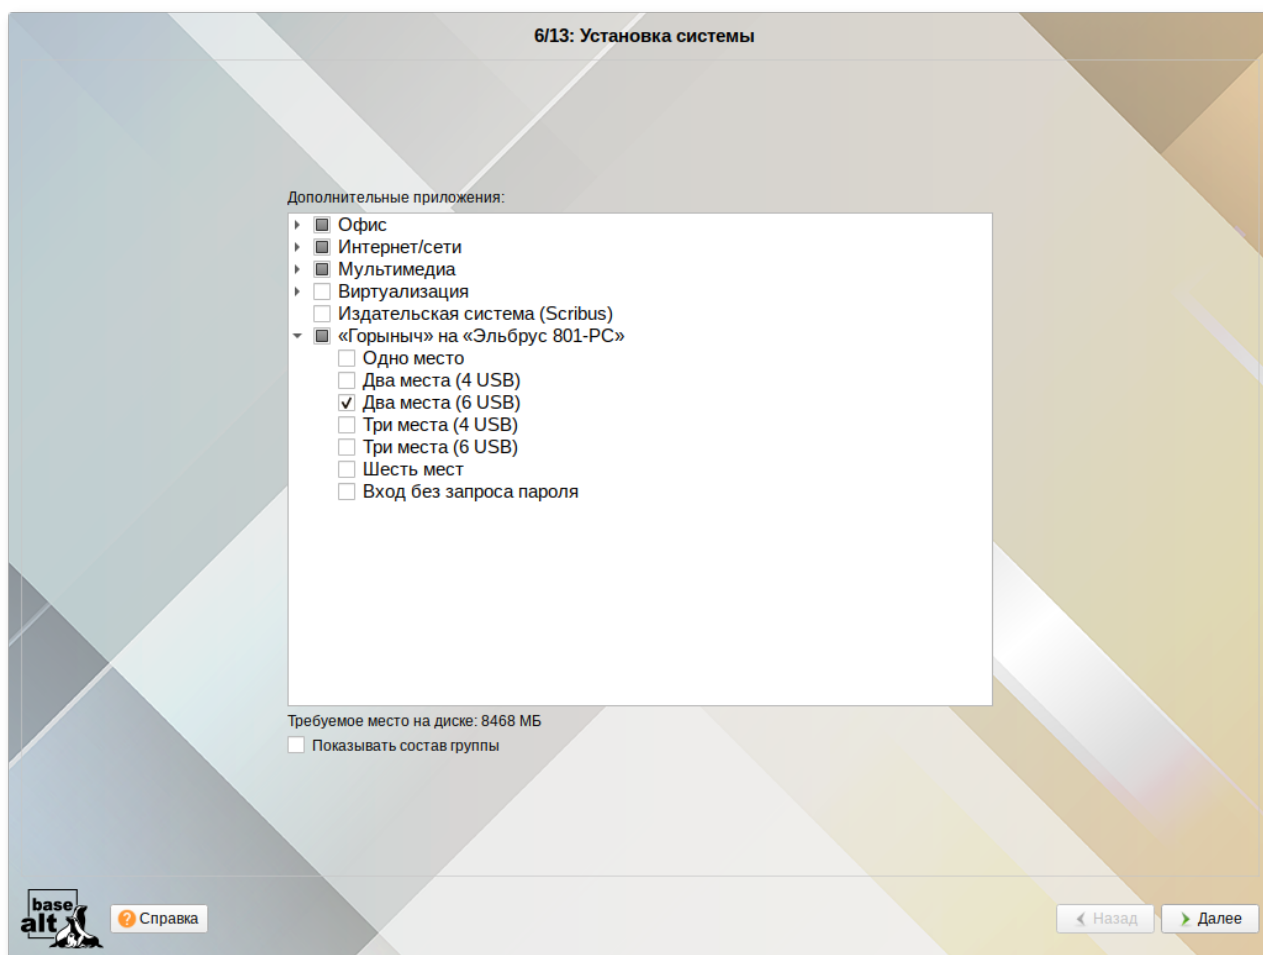 6/13: Установка системы
Дополнительные приложения:
Офис
Интернет/сети
Мультимедиа
Виртуализация
Издательская система (Scribus)
«Горыныч» на «Эльбрус 801-РС»
Одно место
Два места (4 USB)
Два места (6 USB)
Три места (4 USB)
Три места (6 USB)
Шесть мест
Вход без запроса пароля
Требуемое место на диске: 8468 МБ
Показывать состав группы
base
alt
Справка
Назад
Далее